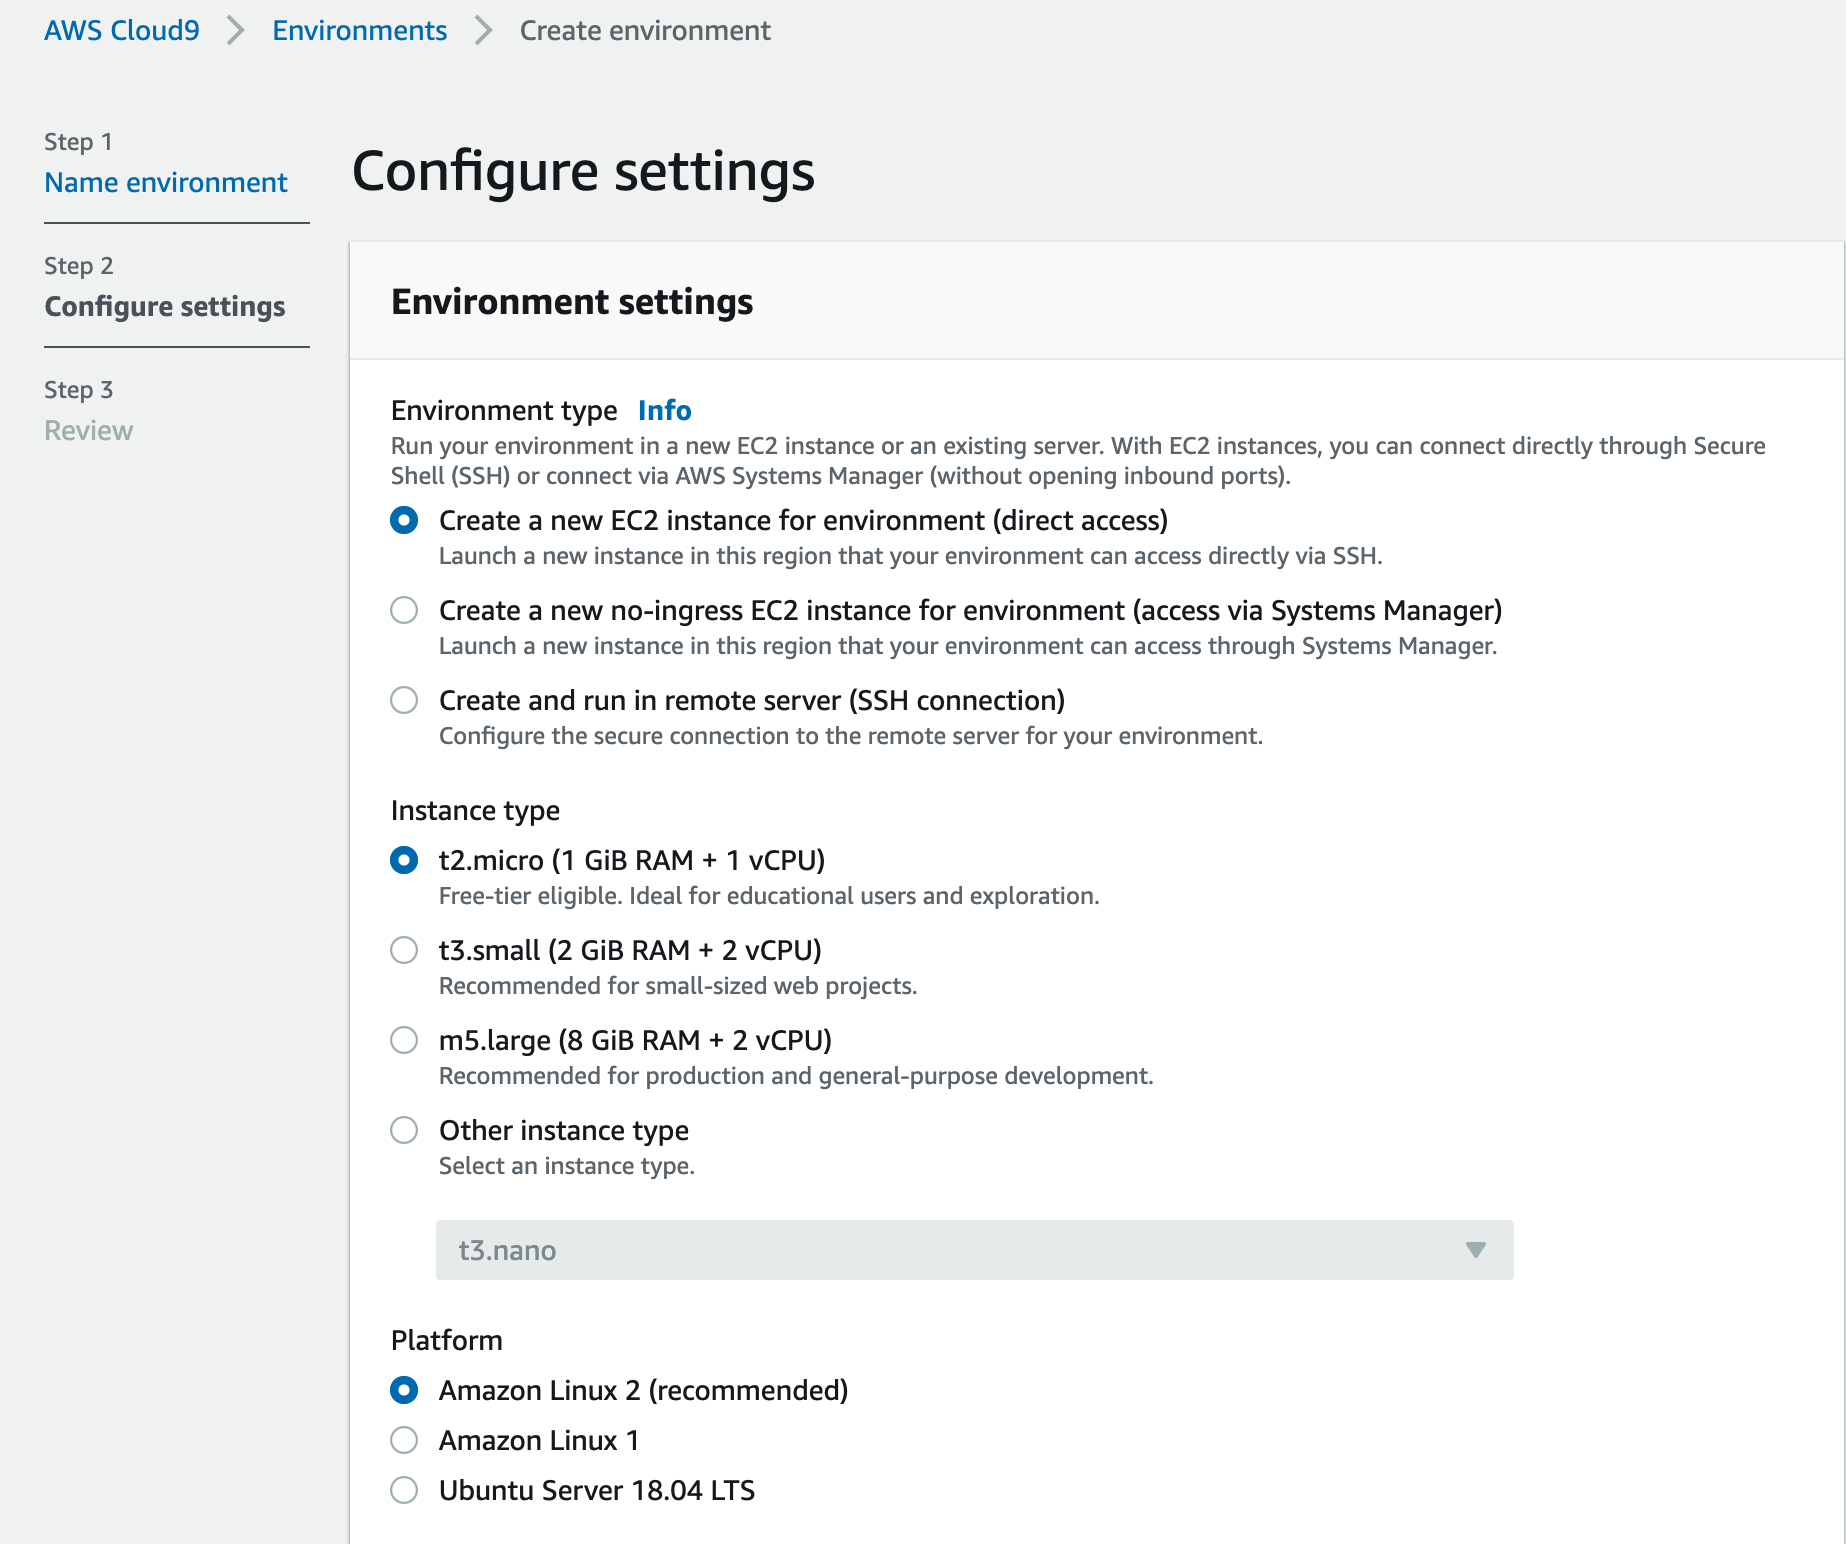 AWS Cloud9 Environments Create environment
Step 1
Name environment
Step 2
Configure settings
Step 3
Review
Configure settings
Environment settings
Environment type Info
Run your environment in a new EC2 instance or an existing server. With EC2 instances, you can connect directly through Secure
Shell (SSH) or connect via AWS Systems Manager (without opening inbound ports).
Create a new EC2 instance for environment (direct access)
Launch a new instance in this region that your environment can access directly via SSH.
Create a new no-ingress EC2 instance for environment (access via Systems Manager)
Launch a new instance in this region that your environment can access through Systems Manager.
Create and run in remote server (SSH connection)
Configure the secure connection to the remote server for your environment.
Instance type
t2.micro (1 GiB RAM + 1 vCPU)
Free-tier eligible. Ideal for educational users and exploration.
t3.small (2 GiB RAM + 2 vCPU)
Recommended for small-sized web projects.
m5.large (8 GiB RAM + 2 vCPU)
Recommended for production and general-purpose development.
Other instance type
Select an instance type.
t3.nano
Platform
Amazon Linux 2 (recommended)
Amazon Linux 1
Ubuntu Server 18.04 LTS